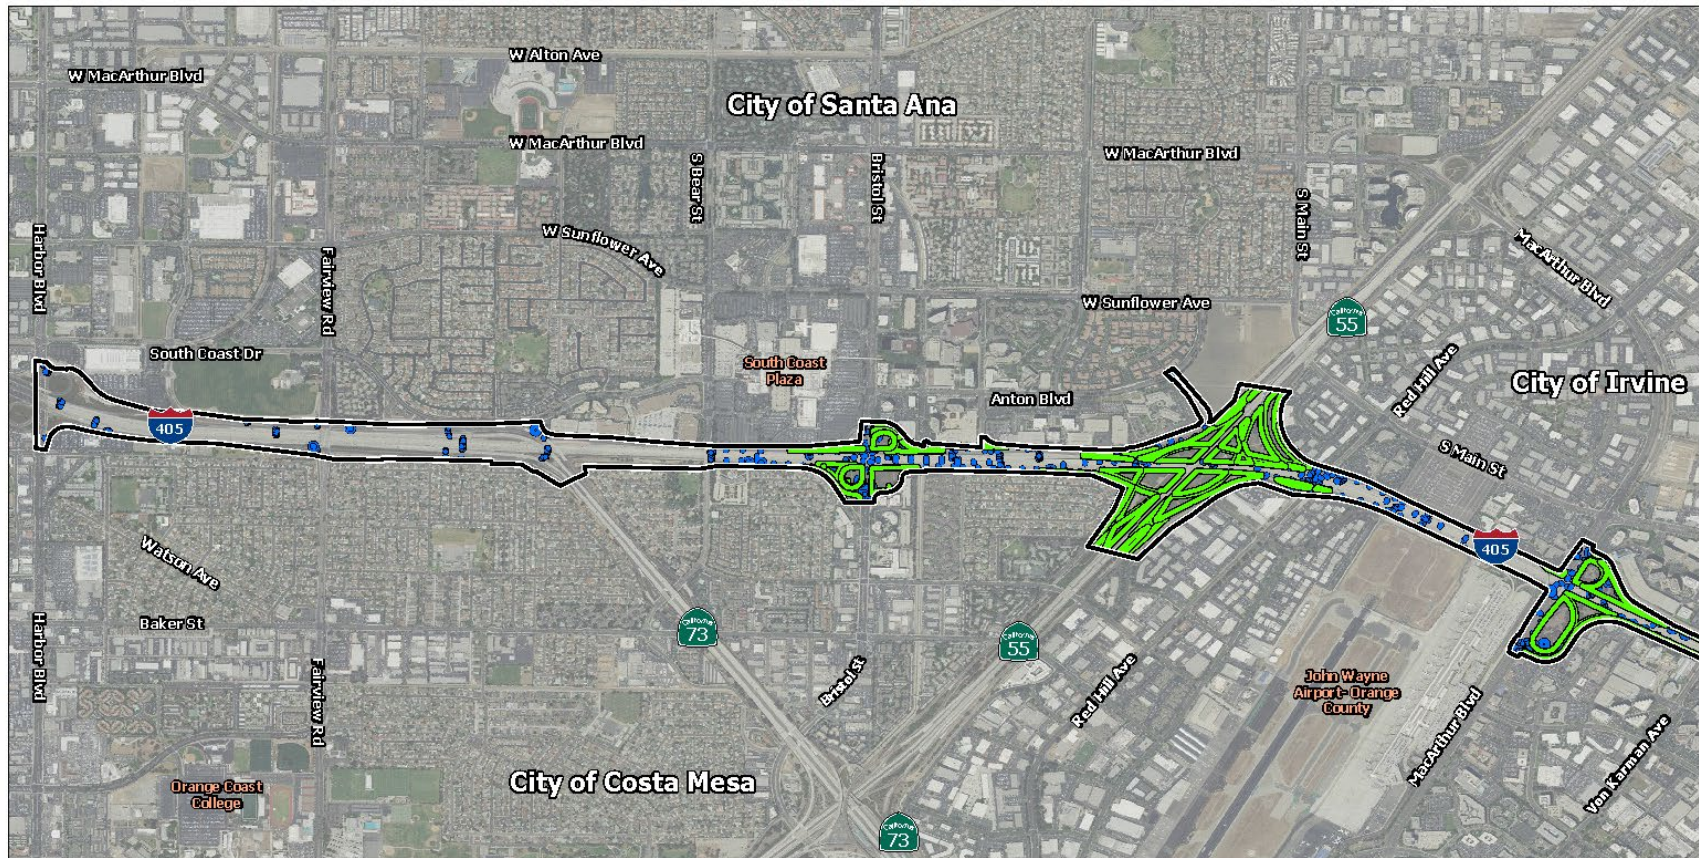 W Alton Ave
W MacArthur Blvd
City of Santa Ana
W MacArthur Blvd
W MacArthur Blvd
S Bear St
Bristol St
S Main St
Harbor Blvd
Fairview Rd
W Sunflower Ave
MacArthur Blvd
W Sunflower Ave
California
55
South Coast Dr
South Coast
Plaza
Red Hill Ave
City of Irvine
Anton Blvd
405
S Main St
405
Watson Ave
Baker St
Harbor Blvd
California
73
California
55
Fairview Rd
Bristol St
Red Hill Ave
John Wayne
Airport- Orange
County
MacArthur Blvd
Von Karman Ave
City of Costa Mesa
Orange Coast
College
California
73